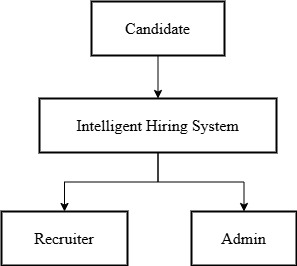 Candidate
Intelligent Hiring System
Recruiter
Admin